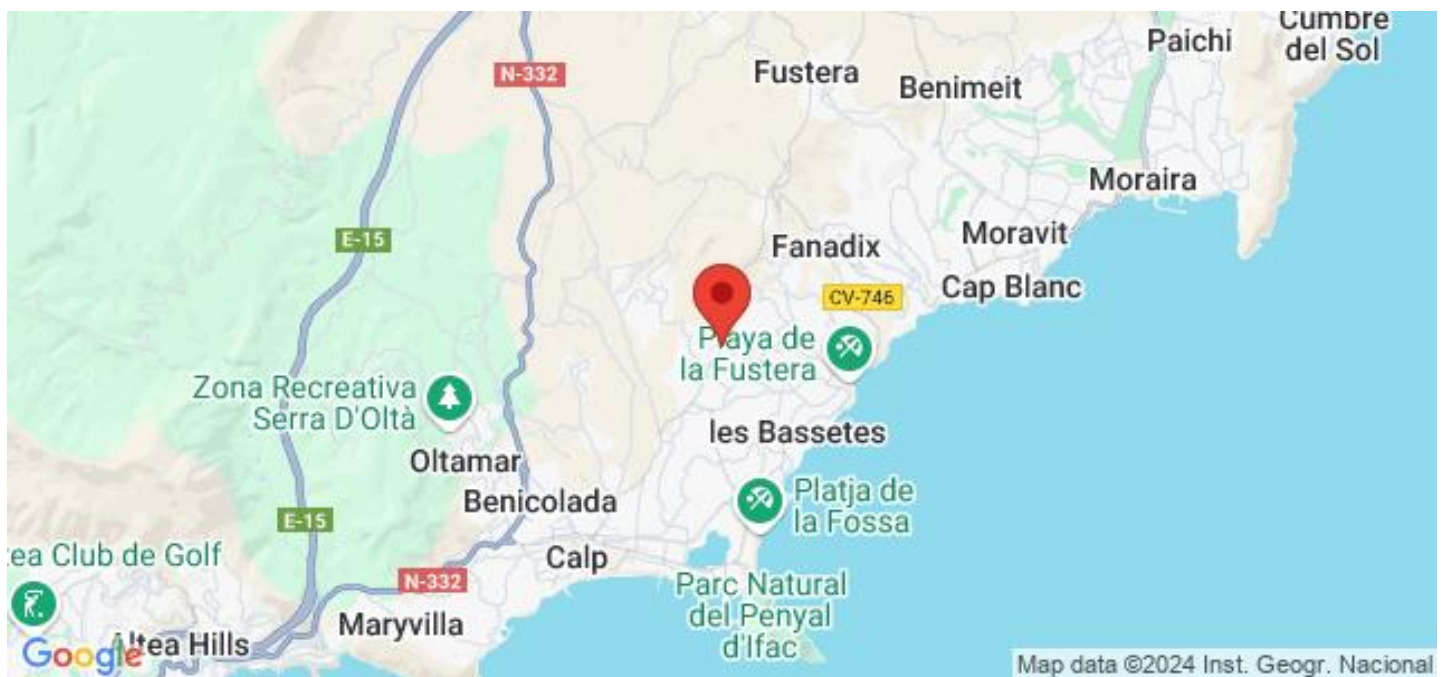 Cumbre
del Sol
Paichi
N-332
Fustera
Benimeit
Moraira
E-15
Fanadix
Moravit
CV-746
Cap Blanc
Playa de
la Fustera
Zona Recreativa
Serra D'Oltà
les Bassetes
Oltamar
Benicolada
Platja de
la Fossa
E-15
tea Club de Golf
Calp
N-332
Parc Natural
del Penyal
d'Ifac
Maryvilla
Altea Hills
Google
Map data ©2024 Inst. Geogr. Nacional